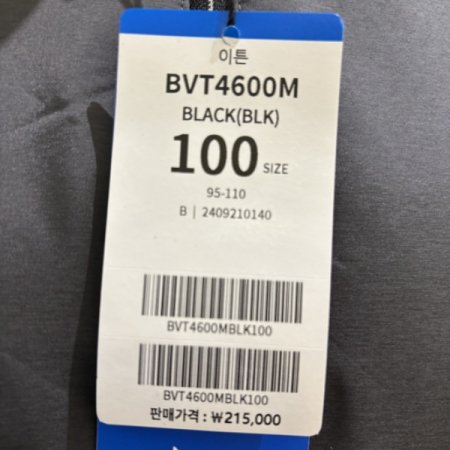 이튼
BVT4600M
BLACK(BLK)
100 SIZE
95-110
B | 2409210140
BVT4600MBLK100
BVT4600MBLK100
판매가격 : ₩215,000